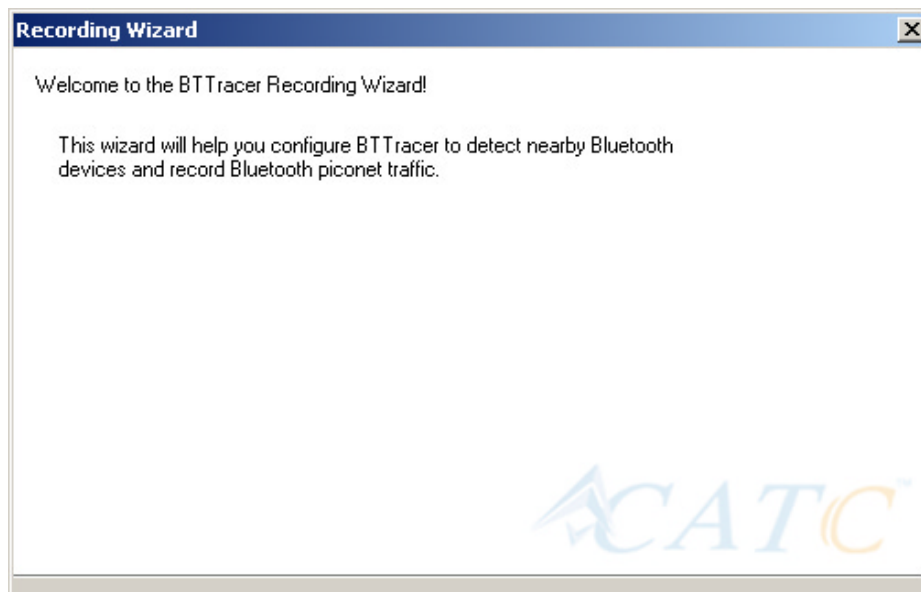 Recording Wizard
Welcome to the BTTracer Recording Wizard!
This wizard will help you configure BTTracer to detect nearby Bluetooth
devices and record Bluetooth piconet traffic.
CATC™